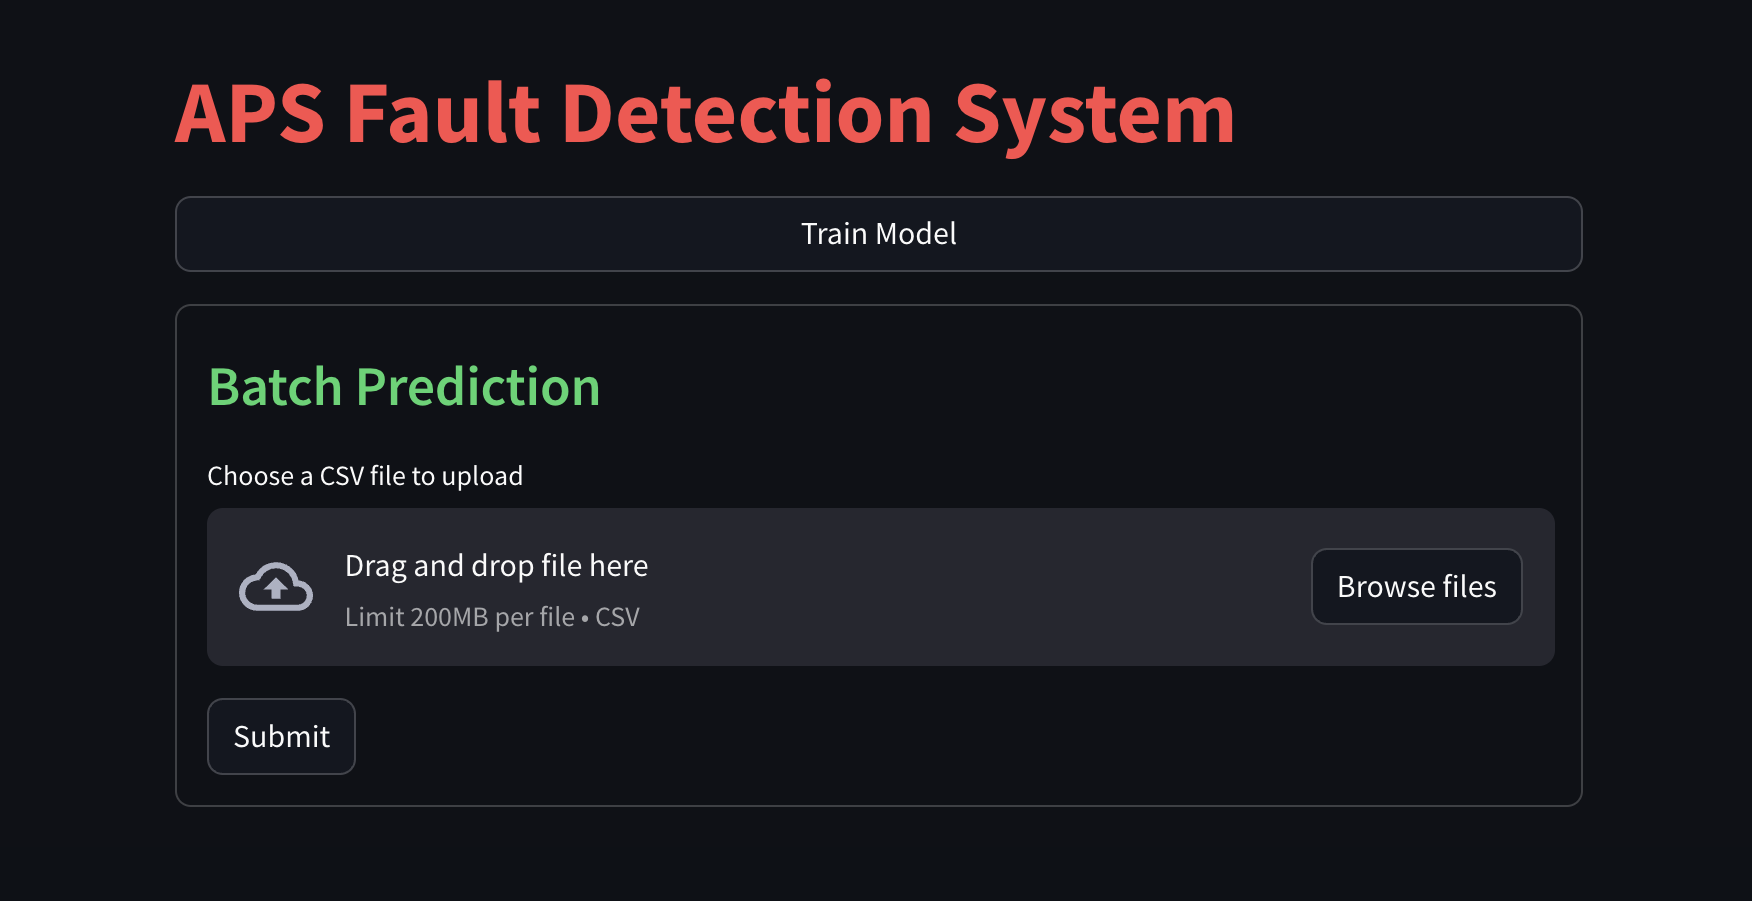 APS Fault Detection System
Train Model
Batch Prediction
Choose a CSV file to upload
Drag and drop file here
Limit 200MB per file • CSV
Browse files
Submit